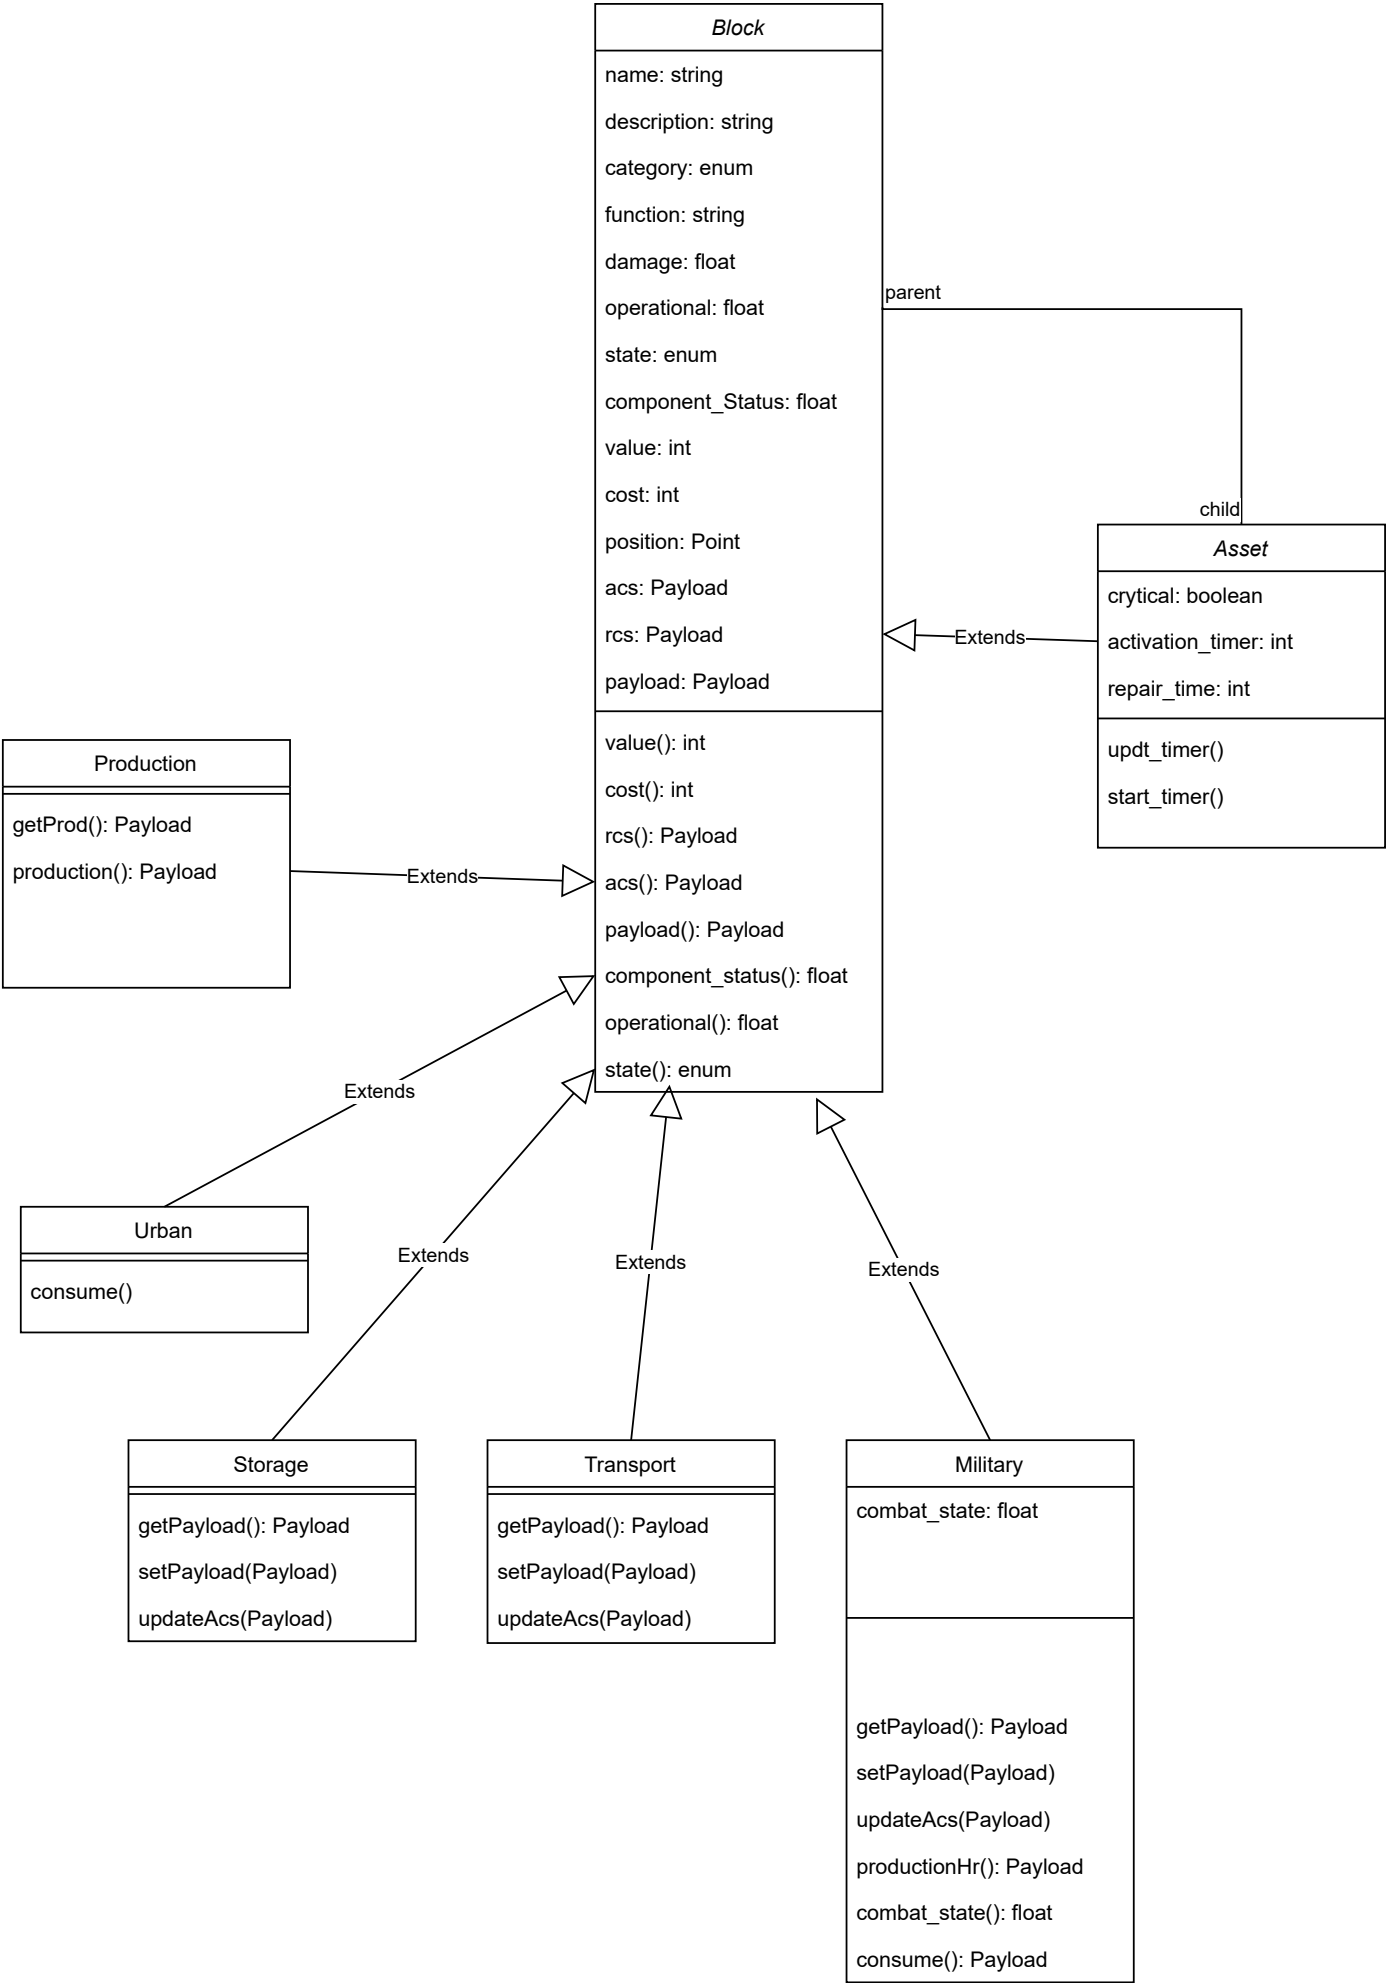 Block
name: string
description: string
category: enum
function: string
damage: float
operational: float
state: enum
component_Status: float
value: int
cost: int
position: Point
acs: Payload
rcs: Payload
payload: Payload
value(): int
cost(): int
rcs(): Payload
acs(): Payload
payload(): Payload
component_status(): float
operational(): float
state(): enum
parent
child
Asset
crytical: boolean
activation_timer: int
repair_time: int
updt_timer()
start_timer()
Extends
Production
getProd(): Payload
production(): Payload
Extends
Extends
Urban
consume()
Extends
Storage
getPayload(): Payload
setPayload(Payload)
updateAcs(Payload)
Extends
Transport
getPayload(): Payload
setPayload(Payload)
updateAcs(Payload)
Extends
Military
combat_state: float
getPayload(): Payload
setPayload(Payload)
updateAcs(Payload)
productionHr(): Payload
combat_state(): float
consume(): Payload